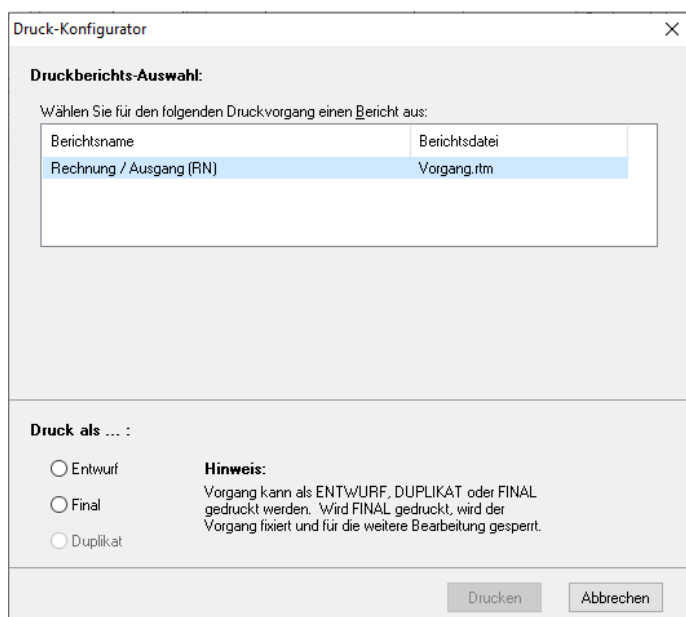 Druck-Konfigurator
Druckberichts-Auswahl:
Wählen Sie für den folgenden Druckvorgang einen Bericht aus:
Berichtsname Berichtsdatei
Rechnung / Ausgang (RN) Vorgang.rtm
Druck als ... :
Entwurf
Final
Duplikat
Hinweis:
Vorgang kann als ENTWURF, DUPLIKAT oder FINAL
gedruckt werden. Wird FINAL gedruckt, wird der
Vorgang fixiert und für die weitere Bearbeitung gesperrt.
Drucken Abbrechen